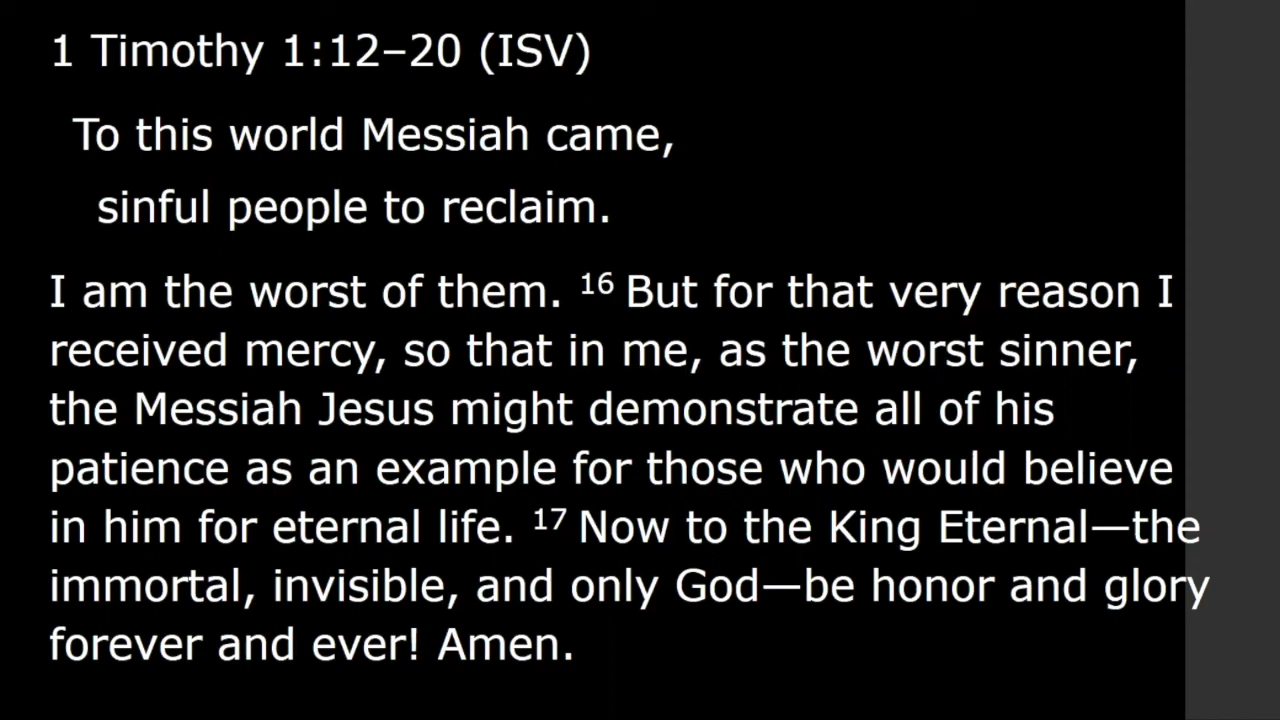 1 Timothy 1:12–20 (ISV)
To this world Messiah came,
sinful people to reclaim.
I am the worst of them. 16 But for that very reason I
received mercy, so that in me, as the worst sinner,
the Messiah Jesus might demonstrate all of his
patience as an example for those who would believe
in him for eternal life. 17 Now to the King Eternal—the
immortal, invisible, and only God—be honor and glory
forever and ever! Amen.